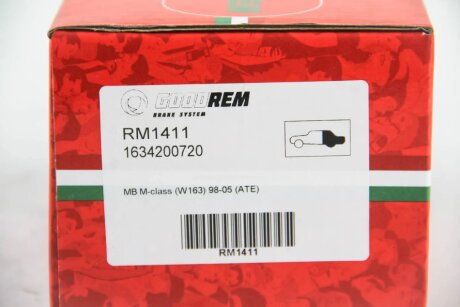 GOODREM
BRAKE SYSTEM
RM1411
1634200720
MB M-class (W163) 98-05 (ATE)
RM1411